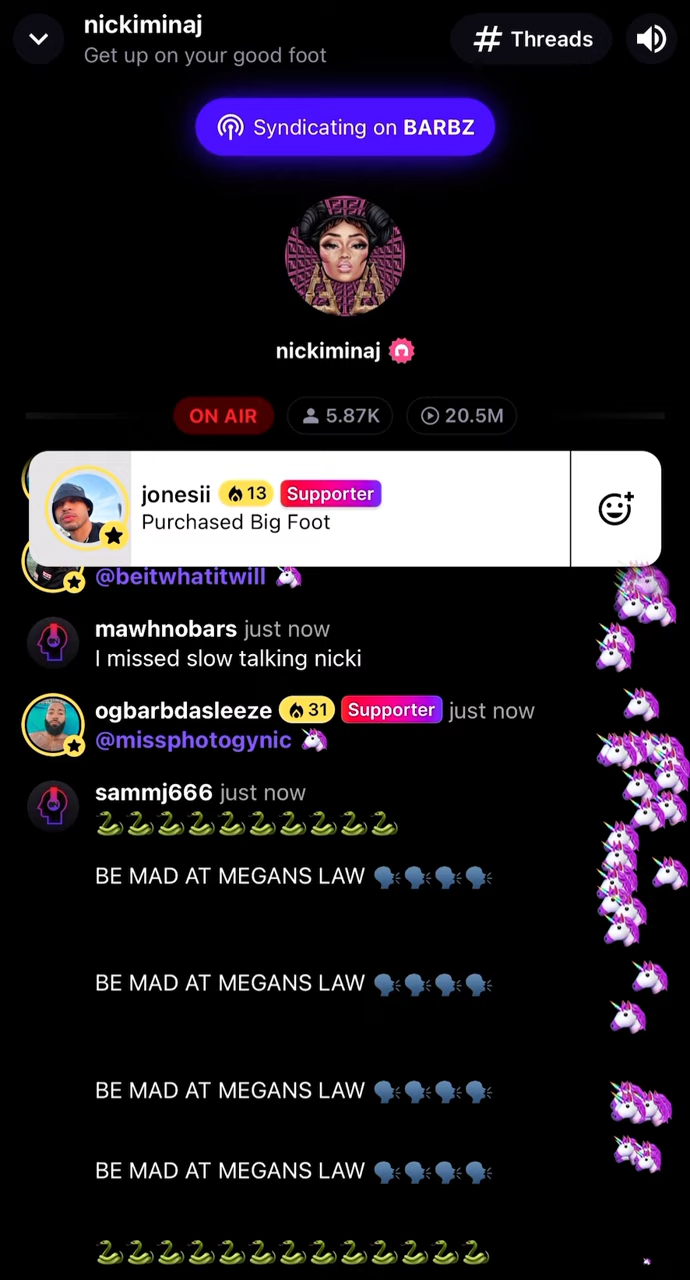 nickiminaj
Get up on your good foot
# Threads
Syndicating on BARBZ
nickiminaj
ON AIR
5.87K
20.5M
jonesii 🔥13 Supporter
Purchased Big Foot
@beitwhatitwill 🦄
mawhnobars just now
I missed slow talking nicki
ogbarbdasleeze 🔥31 Supporter just now
@missphotogynic 🦄
sammj666 just now
🐍🐍🐍🐍🐍🐍🐍🐍🐍🐍
BE MAD AT MEGANS LAW 🗣🗣🗣🗣
BE MAD AT MEGANS LAW 🗣🗣🗣🗣
BE MAD AT MEGANS LAW 🗣🗣🗣🗣
BE MAD AT MEGANS LAW 🗣🗣🗣🗣
🐍🐍🐍🐍🐍🐍🐍🐍🐍🐍🐍🐍🐍